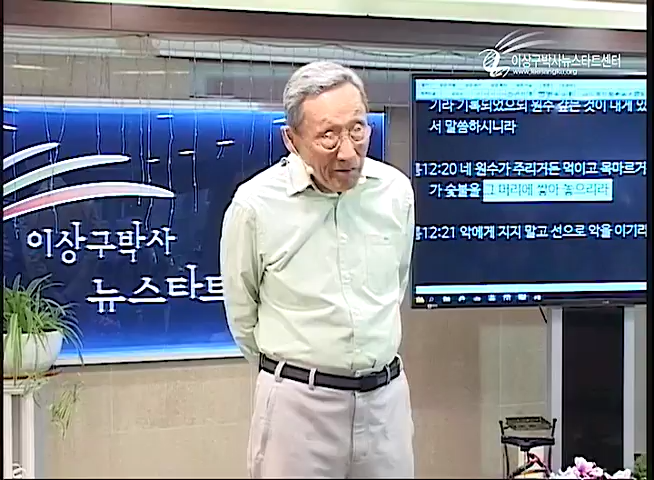 이상구박사뉴스타트센터
www.leesangku.org
기라 기록되었으되 원수 갚는 것이 내게 있
서 말씀하시니라
12:20 네 원수가 주리거든 먹이고 목마르거
가 숯불을 그 머리에 쌓아 놓으리라
12:21 악에게 지지 말고 선으로 악을 이기라
이상구박사
뉴스타트